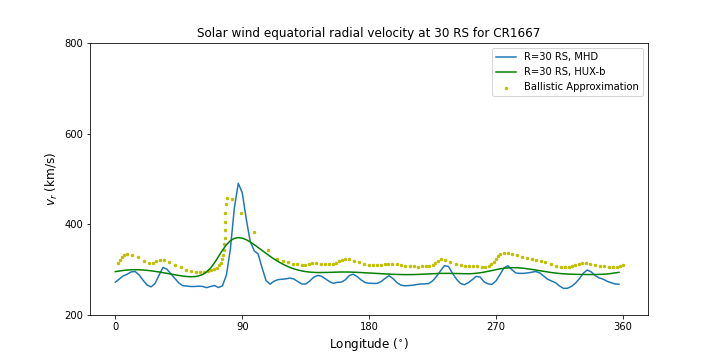 Solar wind equatorial radial velocity at 30 RS for CR1667
800
600
400
200
v_r (km/s)
R=30 RS, MHD
R=30 RS, HUX-b
Ballistic Approximation
0 90 180 270 360
Longitude (°)